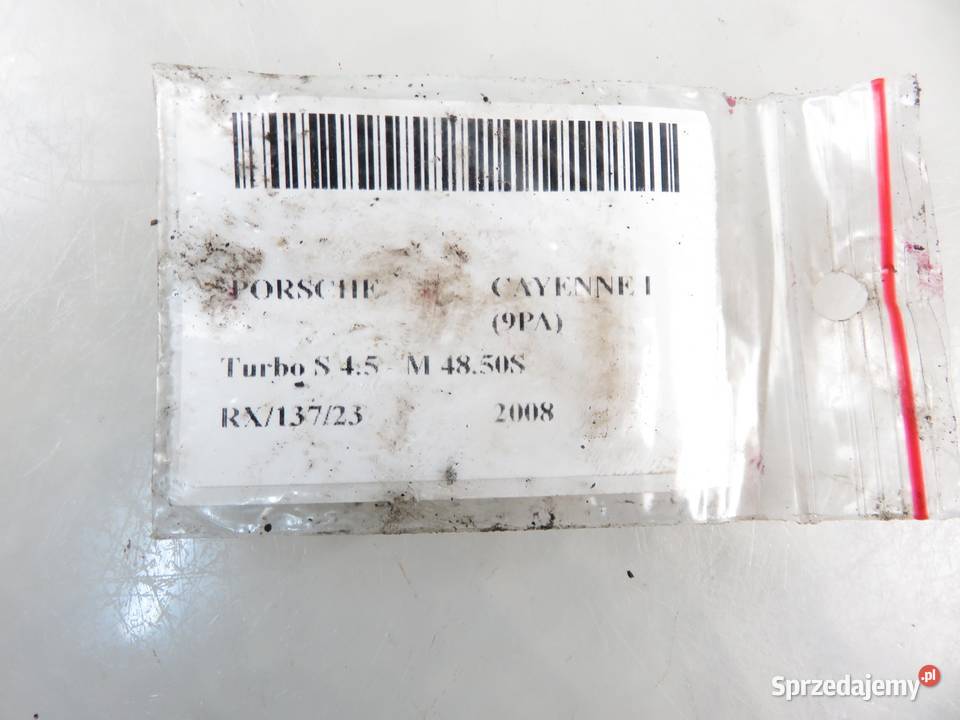 PORSCHE CAYENNE I
(9PA)
Turbo S 4.5 - M 48.50S
RX/137/23 2008
Sprzedajemy.pl